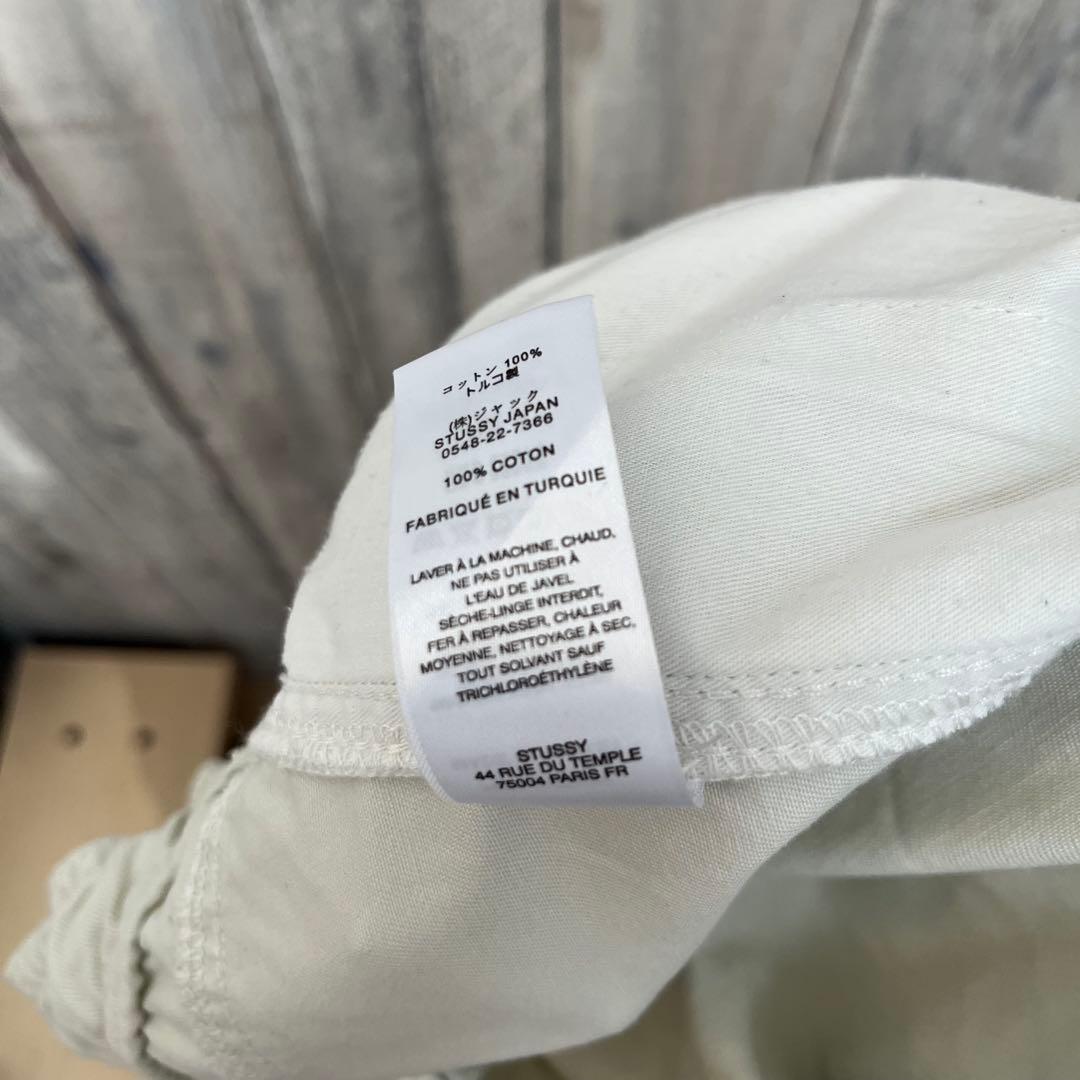 コットン 100%
トルコ製
(株)ジャック
STUSSY JAPAN
0548-22-7366
100% COTON
FABRIQUÉ EN TURQUIE
LAVER À LA MACHINE, CHAUD,
NE PAS UTILISER À
L'EAU DE JAVEL
SÈCHE-LINGE INTERDIT,
FER À REPASSER, CHALEUR
MOYENNE, NETTOYAGE À SEC,
TOUT SOLVANT SAUF
TRICHLOROÉTHYLÈNE
STUSSY
44 RUE DU TEMPLE
75004 PARIS FR